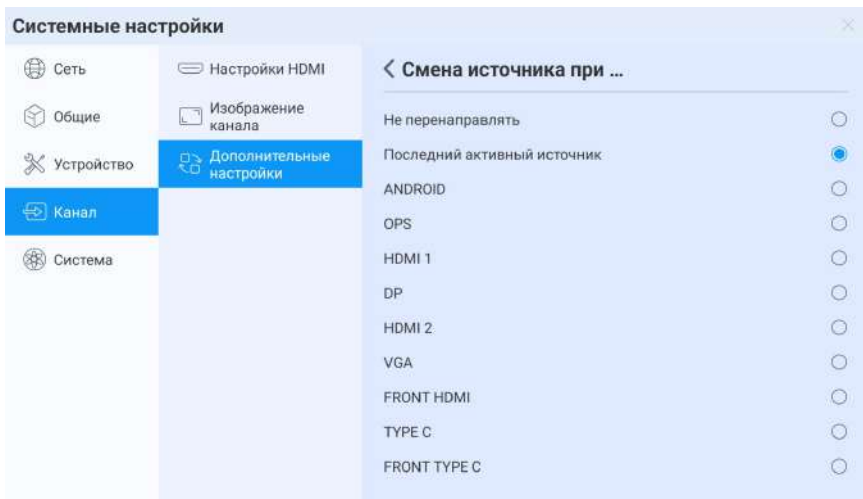 Системные настройки
Сеть
Общие
Устройство
Канал
Система
Настройки HDMI
Изображение
канала
Дополнительные
настройки
Смена источника при ...
Не перенаправлять
Последний активный источник
ANDROID
OPS
HDMI 1
DP
HDMI 2
VGA
FRONT HDMI
TYPE C
FRONT TYPE C